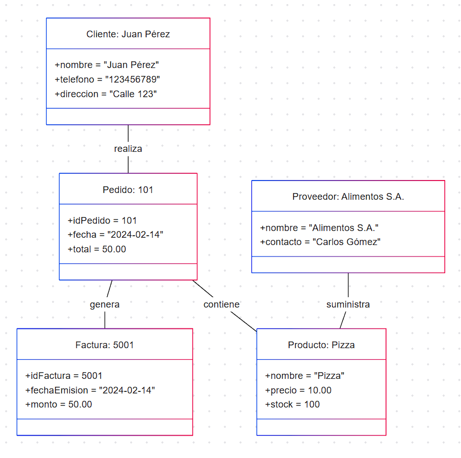 Cliente: Juan Pérez
+nombre = "Juan Pérez"
+telefono = "123456789"
+direccion = "Calle 123"
realiza
Pedido: 101
+idPedido = 101
+fecha = "2024-02-14"
+total = 50.00
Proveedor: Alimentos S.A.
+nombre = "Alimentos S.A."
+contacto = "Carlos Gómez"
genera
contiene
suministra
Factura: 5001
+idFactura = 5001
+fechaEmision = "2024-02-14"
+monto = 50.00
Producto: Pizza
+nombre = "Pizza"
+precio = 10.00
+stock = 100